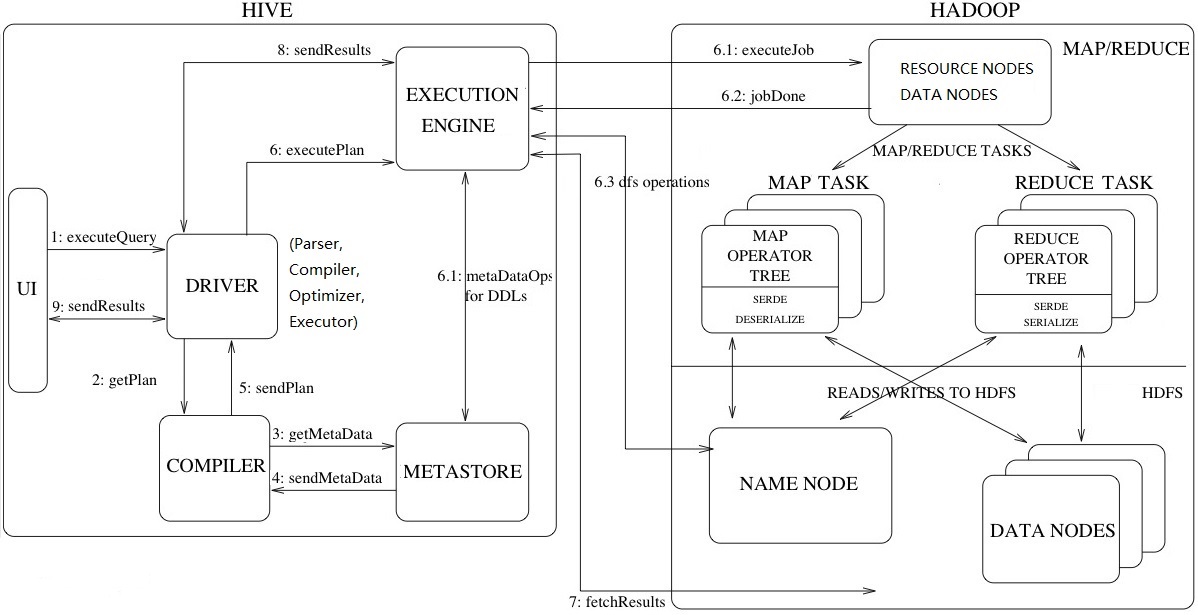 HIVE
HADOOP
8: sendResults
EXECUTION
ENGINE
6.1: executeJob
6.2: jobDone
RESOURCE NODES
DATA NODES
MAP/REDUCE
6: executePlan
MAP/REDUCE TASKS
6.3 dfs operations
MAP TASK
REDUCE TASK
1: executeQuery
UI
9: sendResults
DRIVER
(Parser,
Compiler,
Optimizer,
Executor)
6.1: metaDataOps
for DDLs
MAP
OPERATOR
TREE
SERDE
DESERIALIZE
REDUCE
OPERATOR
TREE
SERDE
SERIALIZE
2: getPlan
5: sendPlan
READS/WRITES TO HDFS
HDFS
COMPILER
3: getMetaData
4: sendMetaData
METASTORE
NAME NODE
DATA NODES
7: fetchResults